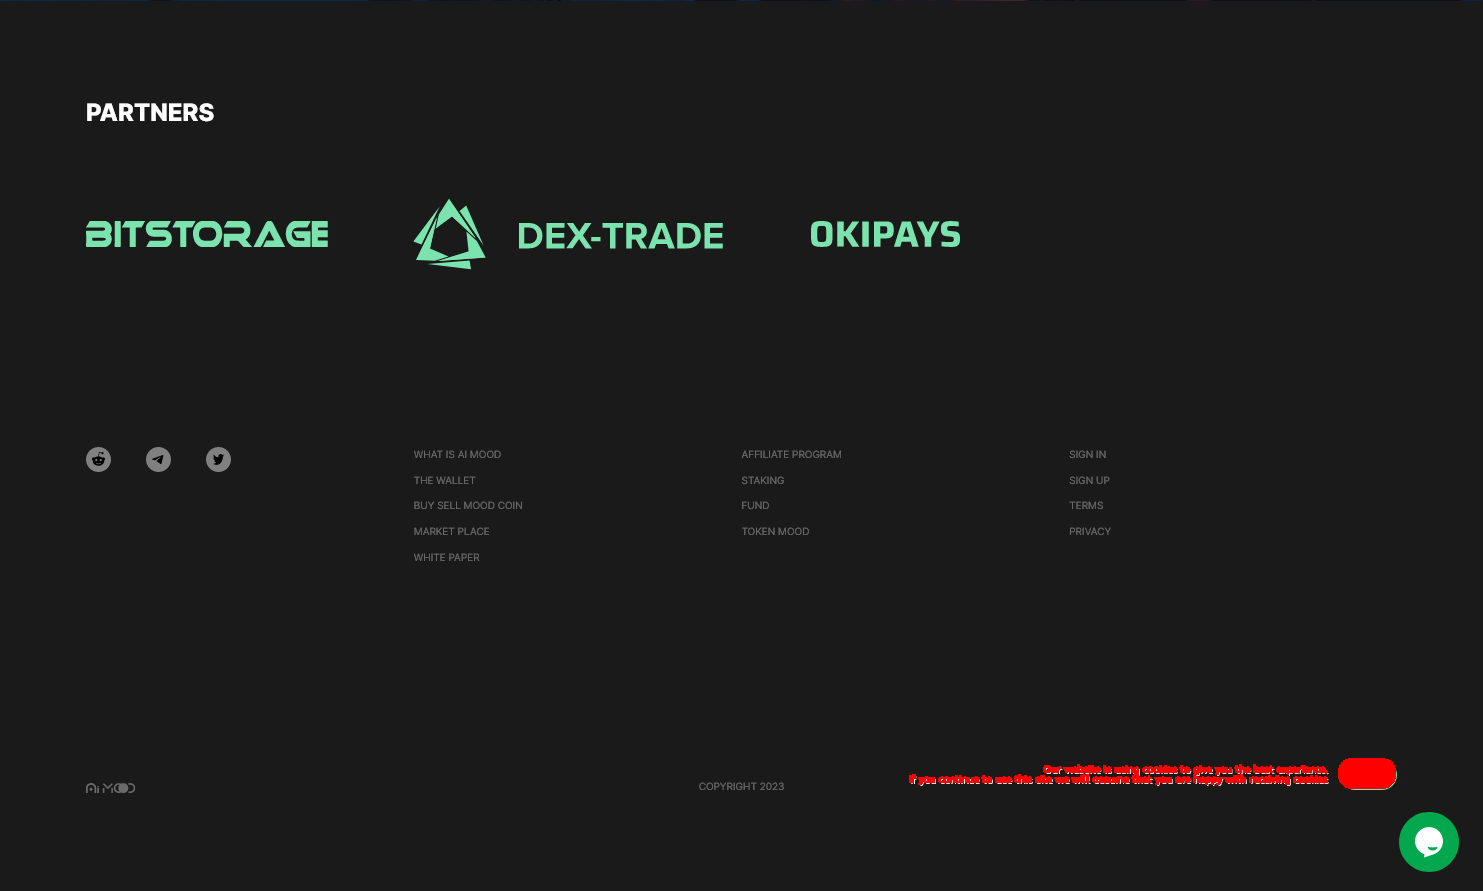 PARTNERS
BITSTORAGE
DEX-TRADE
OKIPAYS
WHAT IS AI MOOD
THE WALLET
BUY SELL MOOD COIN
MARKET PLACE
WHITE PAPER
AFFILIATE PROGRAM
STAKING
FUND
TOKEN MOOD
SIGN IN
SIGN UP
TERMS
PRIVACY
Our website is using cookies to give you the best experience.
If you continue to use this site we will assume that you are happy with receiving cookies
Ai MOOD
COPYRIGHT 2023